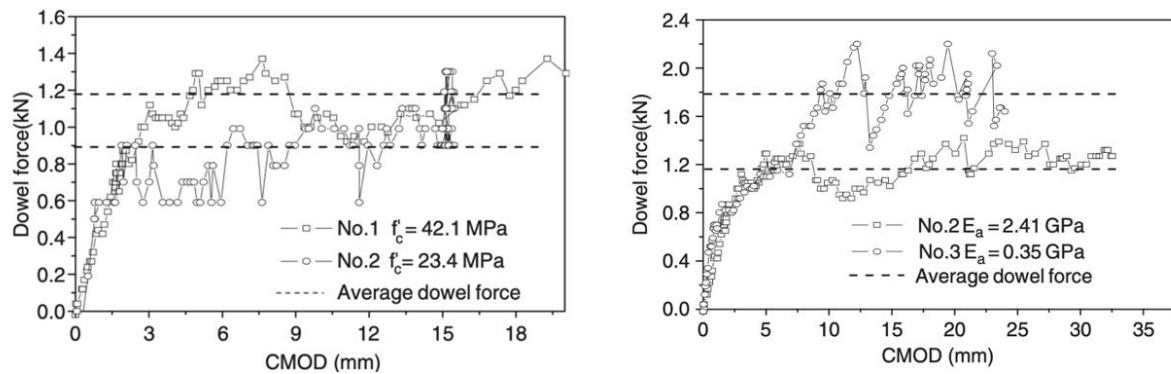 Dowel force(kN)
1.6kN
1.4
1.2
1.0
0.8
0.6
0.4
0.2
0.0
0 3 6 9 12 15 18
CMOD (mm)
No.1 f'c = 42.1 MPa
No.2 f'c = 23.4 MPa
Average dowel force
Dowel force(kN)
2.4
2.0
1.6
1.2
0.8
0.4
0.0
0 5 10 15 20 25 30 35
CMOD (mm)
No.2 Ea = 2.41 GPa
No.3 Ea = 0.35 GPa
Average dowel force